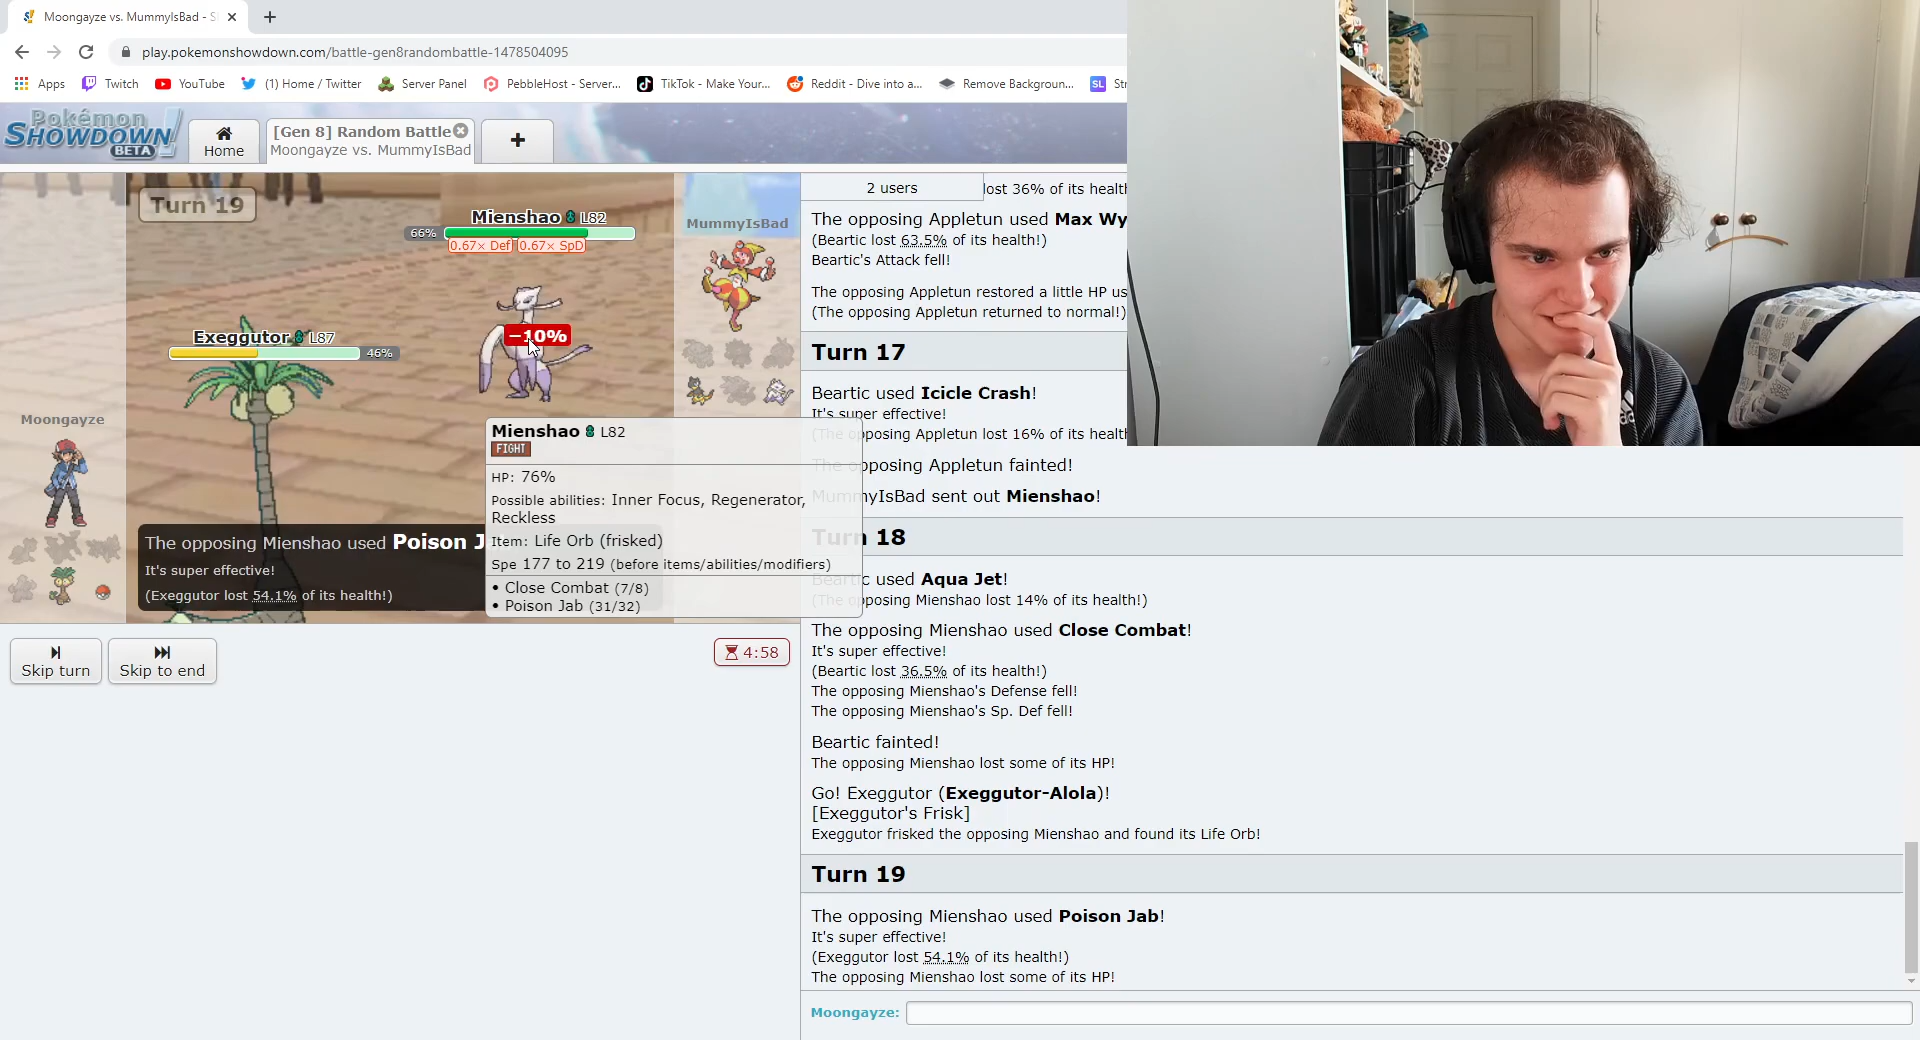 Moongayze vs. MummyIsBad - S
play.pokemonshowdown.com/battle-gen8randombattle-1478504095
Apps
Twitch
YouTube
(1) Home / Twitter
Server Panel
PebbleHost - Server...
TikTok - Make Your...
Reddit - Dive into a...
Remove Backgroun...
SL
Str
Pokémon
SHOWDOWN!
BETA
Home
[Gen 8] Random Battle
Moongayze vs. MummyIsBad
+
Turn 19
Mienshao L82
66%
0.67× Def 0.67× SpD
−10%
Exeggutor L87
46%
MummyIsBad
Moongayze
The opposing Mienshao used Poison J
It's super effective!
(Exeggutor lost 54.1% of its health!)
Mienshao L82
FIGHT
HP: 76%
Possible abilities: Inner Focus, Regenerator,
Reckless
Item: Life Orb (frisked)
Spe 177 to 219 (before items/abilities/modifiers)
• Close Combat (7/8)
• Poison Jab (31/32)
Skip turn
Skip to end
4:58
2 users
lost 36% of its health
The opposing Appletun used Max Wy
(Beartic lost 63.5% of its health!)
Beartic's Attack fell!
The opposing Appletun restored a little HP us
(The opposing Appletun returned to normal!)
Turn 17
Beartic used Icicle Crash!
It's super effective!
(The opposing Appletun lost 16% of its health
The opposing Appletun fainted!
MummyIsBad sent out Mienshao!
Turn 18
Beartic used Aqua Jet!
(The opposing Mienshao lost 14% of its health!)
The opposing Mienshao used Close Combat!
It's super effective!
(Beartic lost 36.5% of its health!)
The opposing Mienshao's Defense fell!
The opposing Mienshao's Sp. Def fell!
Beartic fainted!
The opposing Mienshao lost some of its HP!
Go! Exeggutor (Exeggutor-Alola)!
[Exeggutor's Frisk]
Exeggutor frisked the opposing Mienshao and found its Life Orb!
Turn 19
The opposing Mienshao used Poison Jab!
It's super effective!
(Exeggutor lost 54.1% of its health!)
The opposing Mienshao lost some of its HP!
Moongayze: